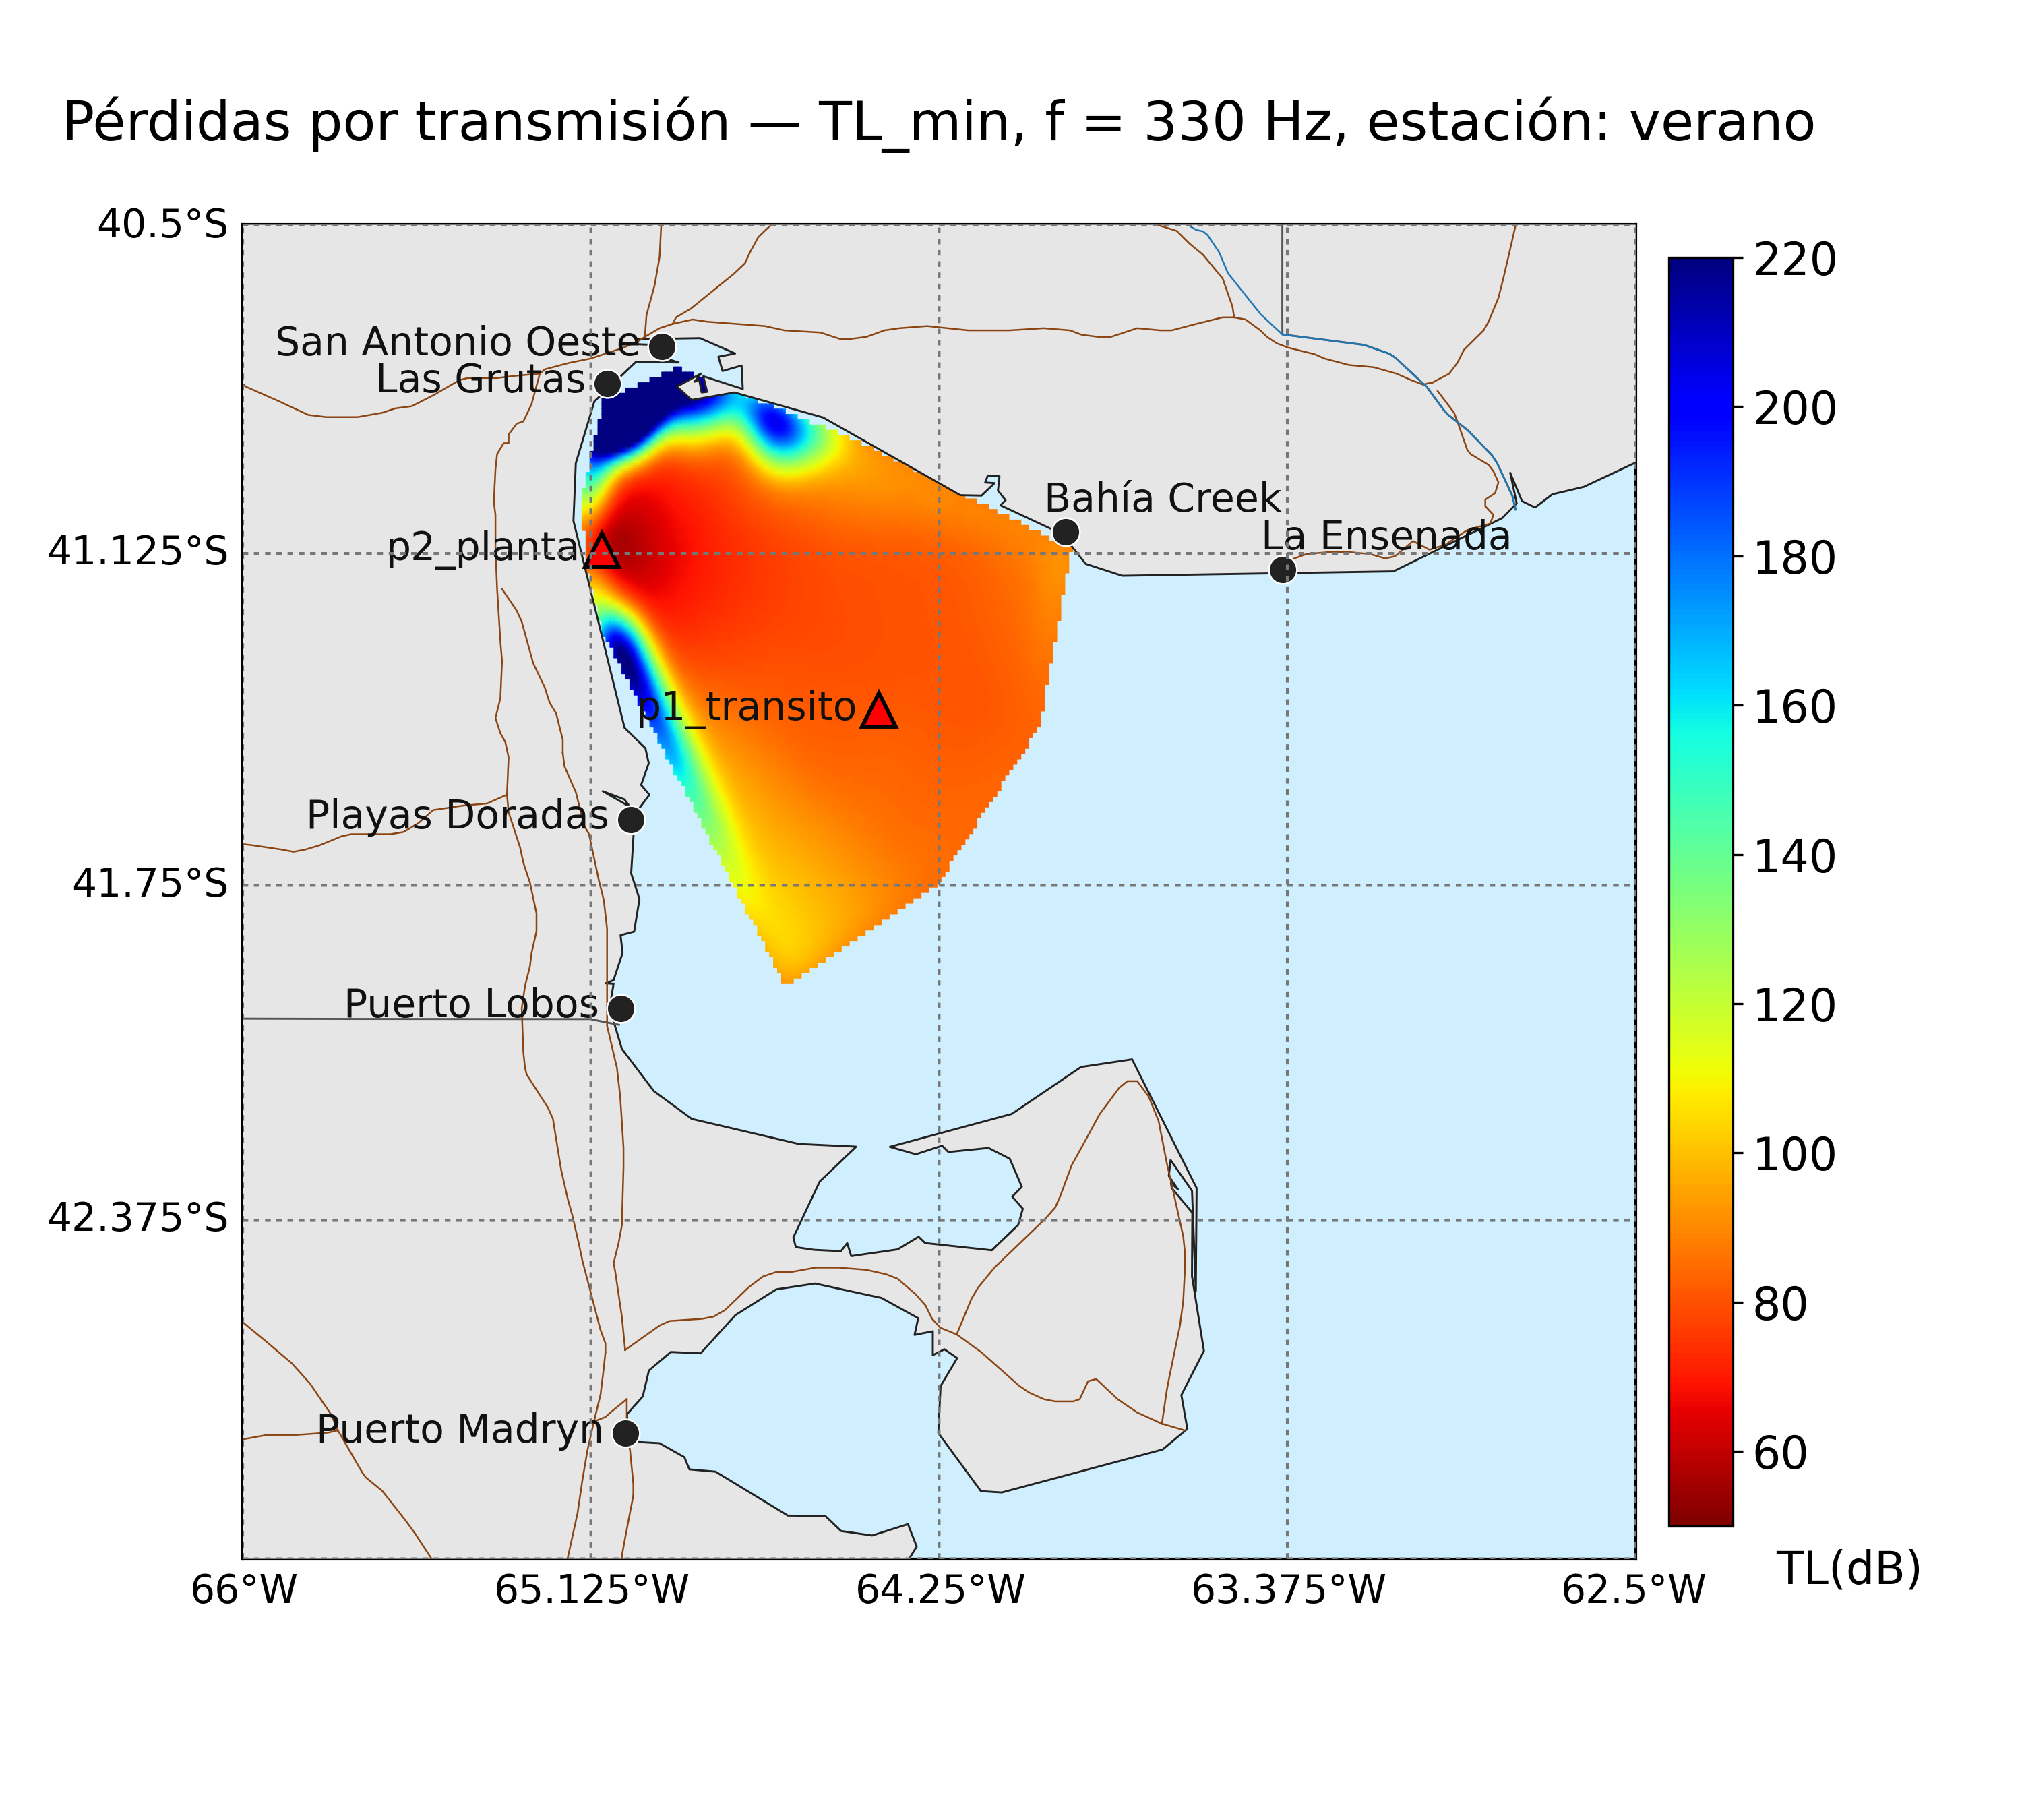 Pérdidas por transmisión — TL_min, f = 330 Hz, estación: verano
40.5°S
220
San Antonio Oeste
Las Grutas
200
Bahía Creek
La Ensenada
p2_planta
41.125°S
180
p1_transito
160
Playas Doradas
140
41.75°S
120
Puerto Lobos
100
42.375°S
80
Puerto Madryn
60
TL(dB)
66°W
65.125°W
64.25°W
63.375°W
62.5°W